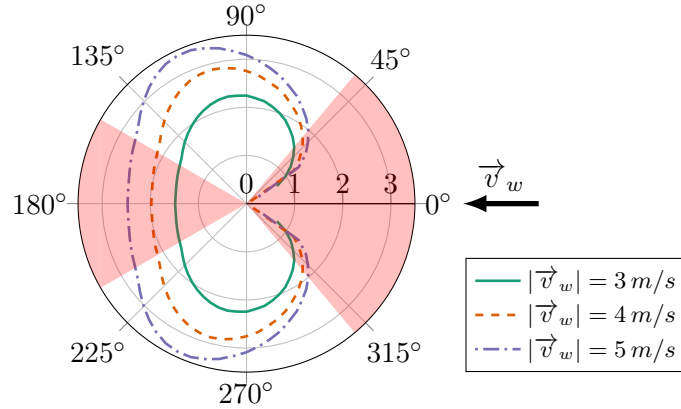 90°
135°
45°
180°
0 1 2 3
0°
v⃗_w
|v⃗_w| = 3 m/s
|v⃗_w| = 4 m/s
|v⃗_w| = 5 m/s
225°
315°
270°